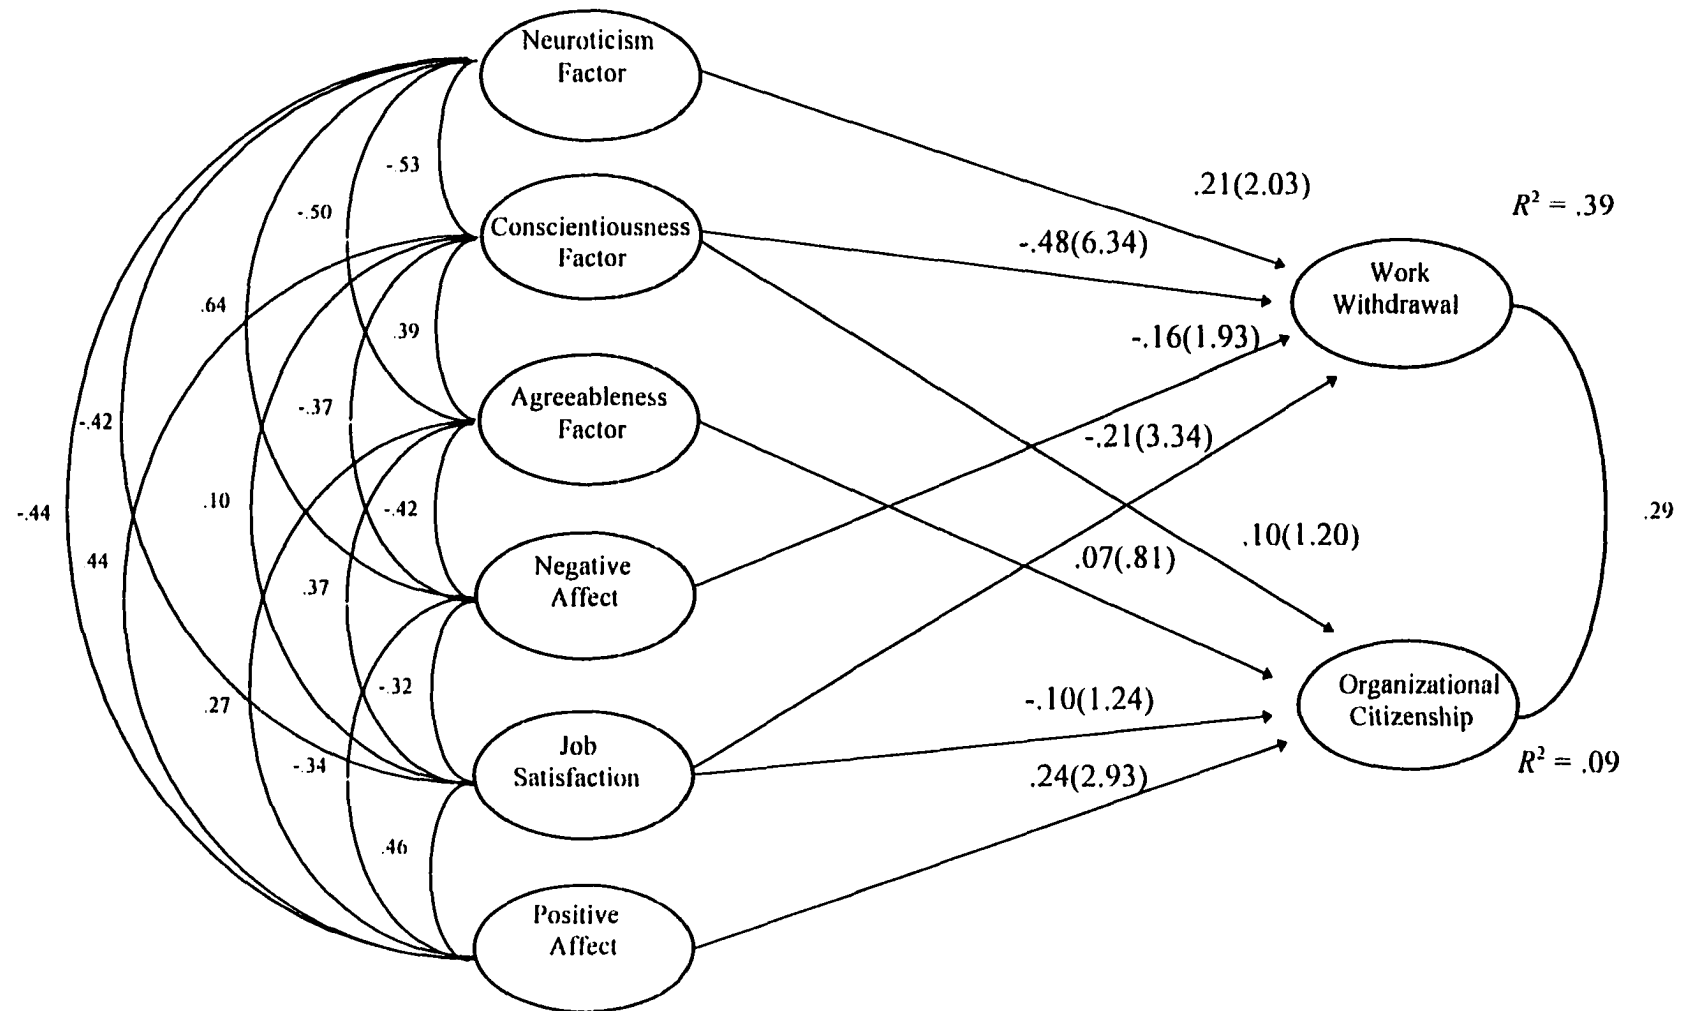 Neuroticism
Factor
-.53
.21(2.03)
R² = .39
-.50
Conscientiousness
Factor
-.48(6.34)
Work
Withdrawal
.64
.39
-.16(1.93)
Agreeableness
Factor
-.37
-.42
-.21(3.34)
.10
-.42
-.44
.29
.10(1.20)
.07(.81)
.44
Negative
Affect
.37
-.32
Organizational
Citizenship
.27
-.10(1.24)
Job
Satisfaction
-.34
R² = .09
.24(2.93)
.46
Positive
Affect